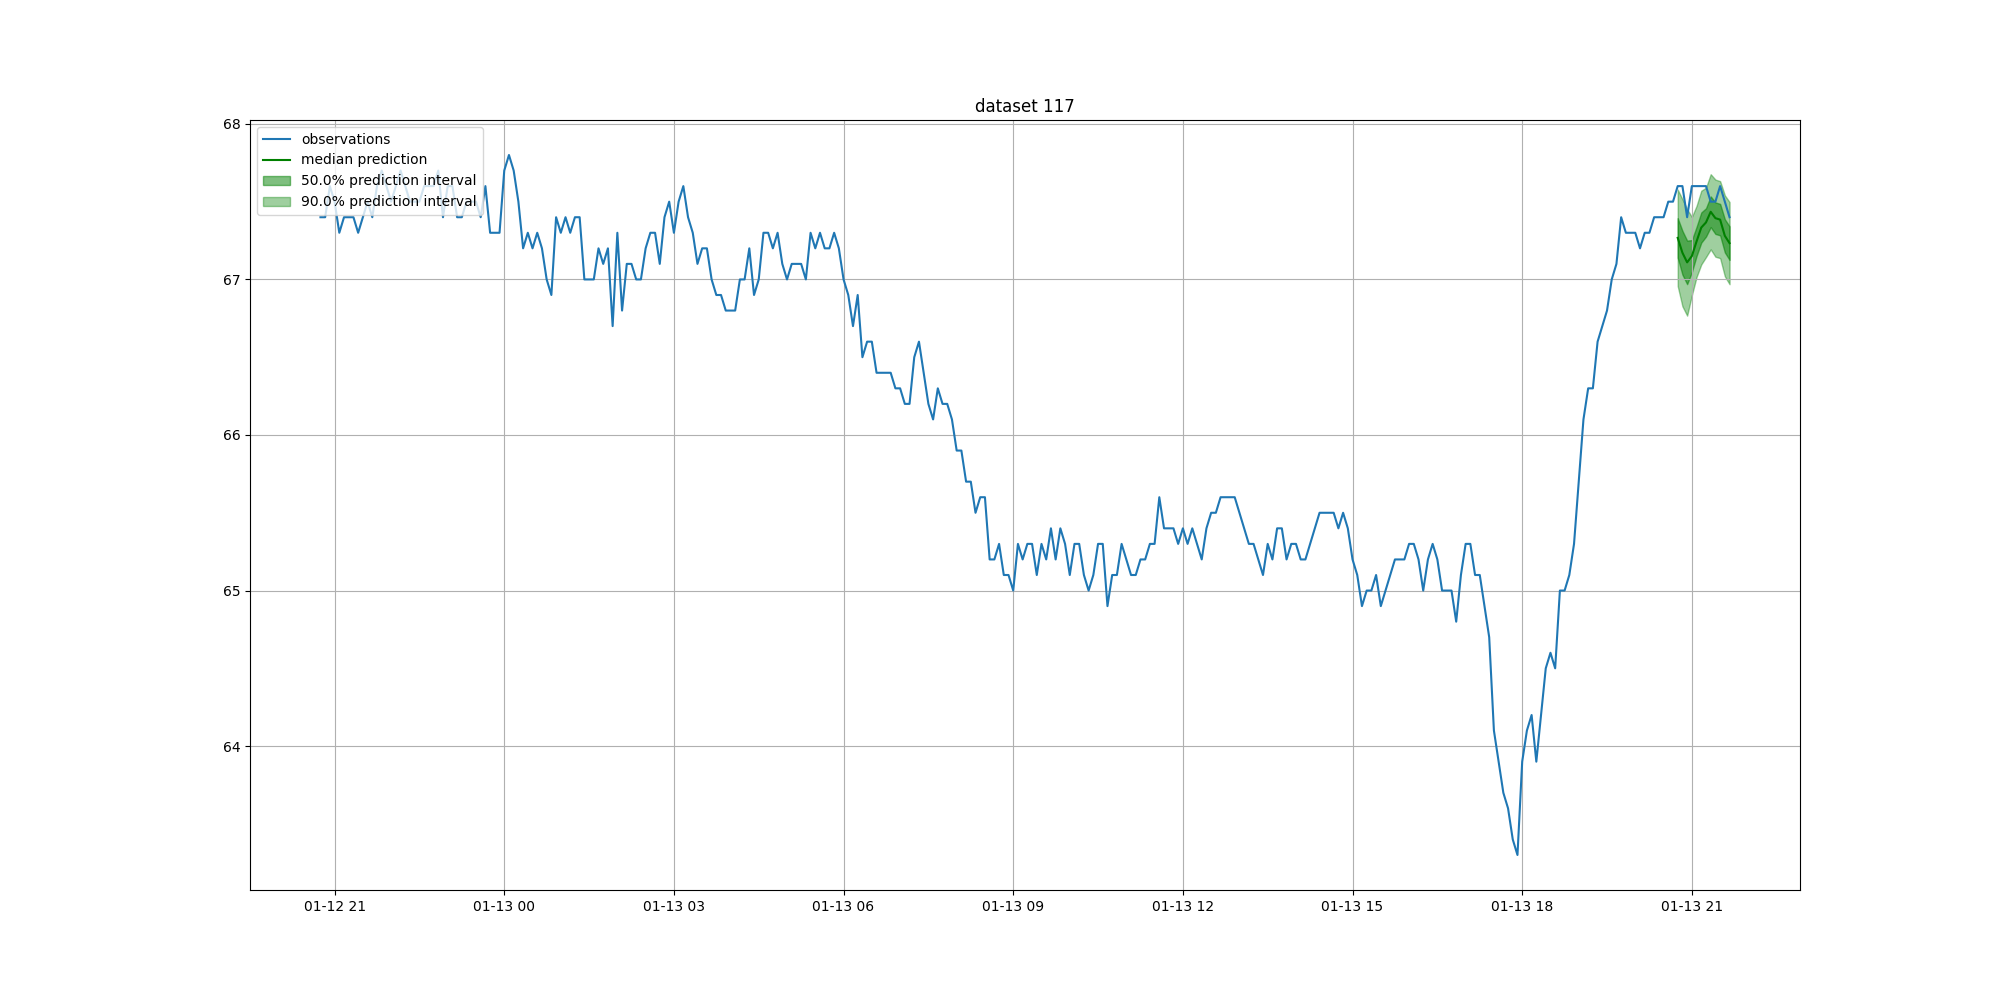 dataset 117
68
observations
median prediction
50.0% prediction interval
90.0% prediction interval
67
66
65
64
01-12 21
01-13 00
01-13 03
01-13 06
01-13 09
01-13 12
01-13 15
01-13 18
01-13 21